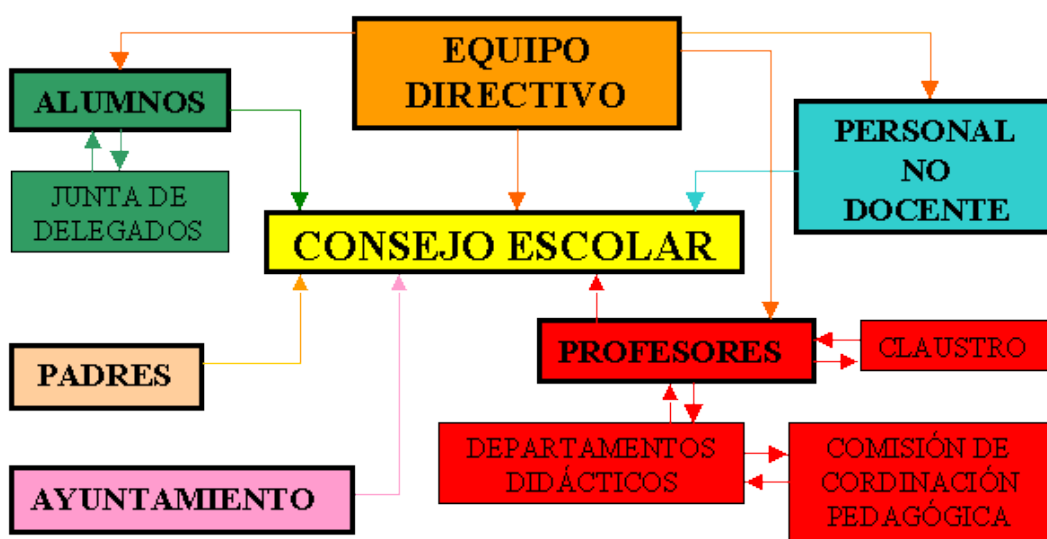 EQUIPO
DIRECTIVO
ALUMNOS
PERSONAL
NO
DOCENTE
JUNTA DE
DELEGADOS
CONSEJO ESCOLAR
PROFESORES
CLAUSTRO
PADRES
DEPARTAMENTOS
DIDÁCTICOS
COMISIÓN DE
CORDINACIÓN
PEDAGÓGICA
AYUNTAMIENTO